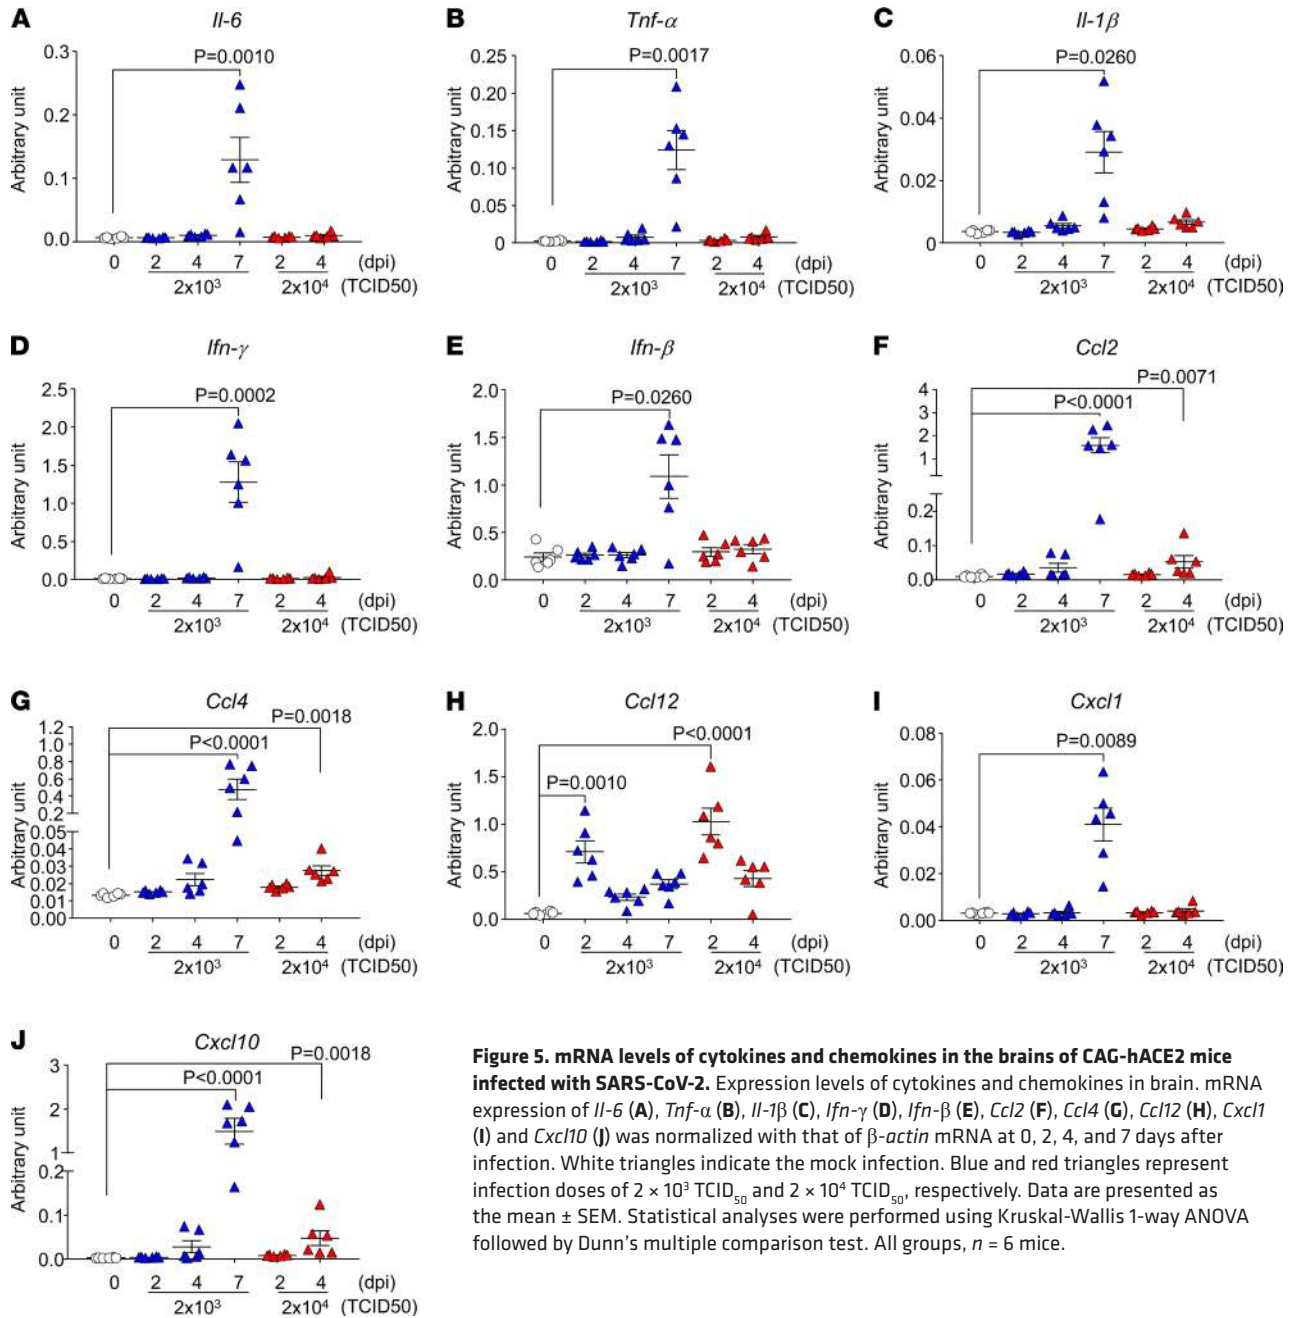 A
Il-6
P=0.0010
Arbitrary unit
0.3
0.2
0.1
0.0
0 2 4 7 2 4 (dpi)
2x10³ 2x10⁴ (TCID50)
B
Tnf-α
P=0.0017
Arbitrary unit
0.25
0.20
0.15
0.10
0.05
0
0 2 4 7 2 4 (dpi)
2x10³ 2x10⁴ (TCID50)
C
Il-1β
P=0.0260
Arbitrary unit
0.06
0.04
0.02
0
0 2 4 7 2 4 (dpi)
2x10³ 2x10⁴ (TCID50)
D
Ifn-γ
P=0.0002
Arbitrary unit
2.5
2.0
1.5
1.0
0.5
0.0
0 2 4 7 2 4 (dpi)
2x10³ 2x10⁴ (TCID50)
E
Ifn-β
P=0.0260
Arbitrary unit
2.0
1.5
1.0
0.5
0.0
0 2 4 7 2 4 (dpi)
2x10³ 2x10⁴ (TCID50)
F
Ccl2
P=0.0071
P<0.0001
Arbitrary unit
4
3
2
1
0.2
0.1
0.0
0 2 4 7 2 4 (dpi)
2x10³ 2x10⁴ (TCID50)
G
Ccl4
P=0.0018
P<0.0001
Arbitrary unit
1.2
1.0
0.8
0.6
0.4
0.2
0.05
0.04
0.03
0.02
0.01
0.00
0 2 4 7 2 4 (dpi)
2x10³ 2x10⁴ (TCID50)
H
Ccl12
P<0.0001
P=0.0010
Arbitrary unit
2.0
1.5
1.0
0.5
0.0
0 2 4 7 2 4 (dpi)
2x10³ 2x10⁴ (TCID50)
I
Cxcl1
P=0.0089
Arbitrary unit
0.08
0.06
0.04
0.02
0.00
0 2 4 7 2 4 (dpi)
2x10³ 2x10⁴ (TCID50)
J
Cxcl10
P=0.0018
P<0.0001
Arbitrary unit
3
2
1
0.2
0.1
0.0
0 2 4 7 2 4 (dpi)
2x10³ 2x10⁴ (TCID50)
Figure 5. mRNA levels of cytokines and chemokines in the brains of CAG-hACE2 mice
infected with SARS-CoV-2. Expression levels of cytokines and chemokines in brain. mRNA
expression of Il-6 (A), Tnf-α (B), Il-1β (C), Ifn-γ (D), Ifn-β (E), Ccl2 (F), Ccl4 (G), Ccl12 (H), Cxcl1
(I) and Cxcl10 (J) was normalized with that of β-actin mRNA at 0, 2, 4, and 7 days after
infection. White triangles indicate the mock infection. Blue and red triangles represent
infection doses of 2 × 10³ TCID₅₀ and 2 × 10⁴ TCID₅₀, respectively. Data are presented as
the mean ± SEM. Statistical analyses were performed using Kruskal-Wallis 1-way ANOVA
followed by Dunn's multiple comparison test. All groups, n = 6 mice.